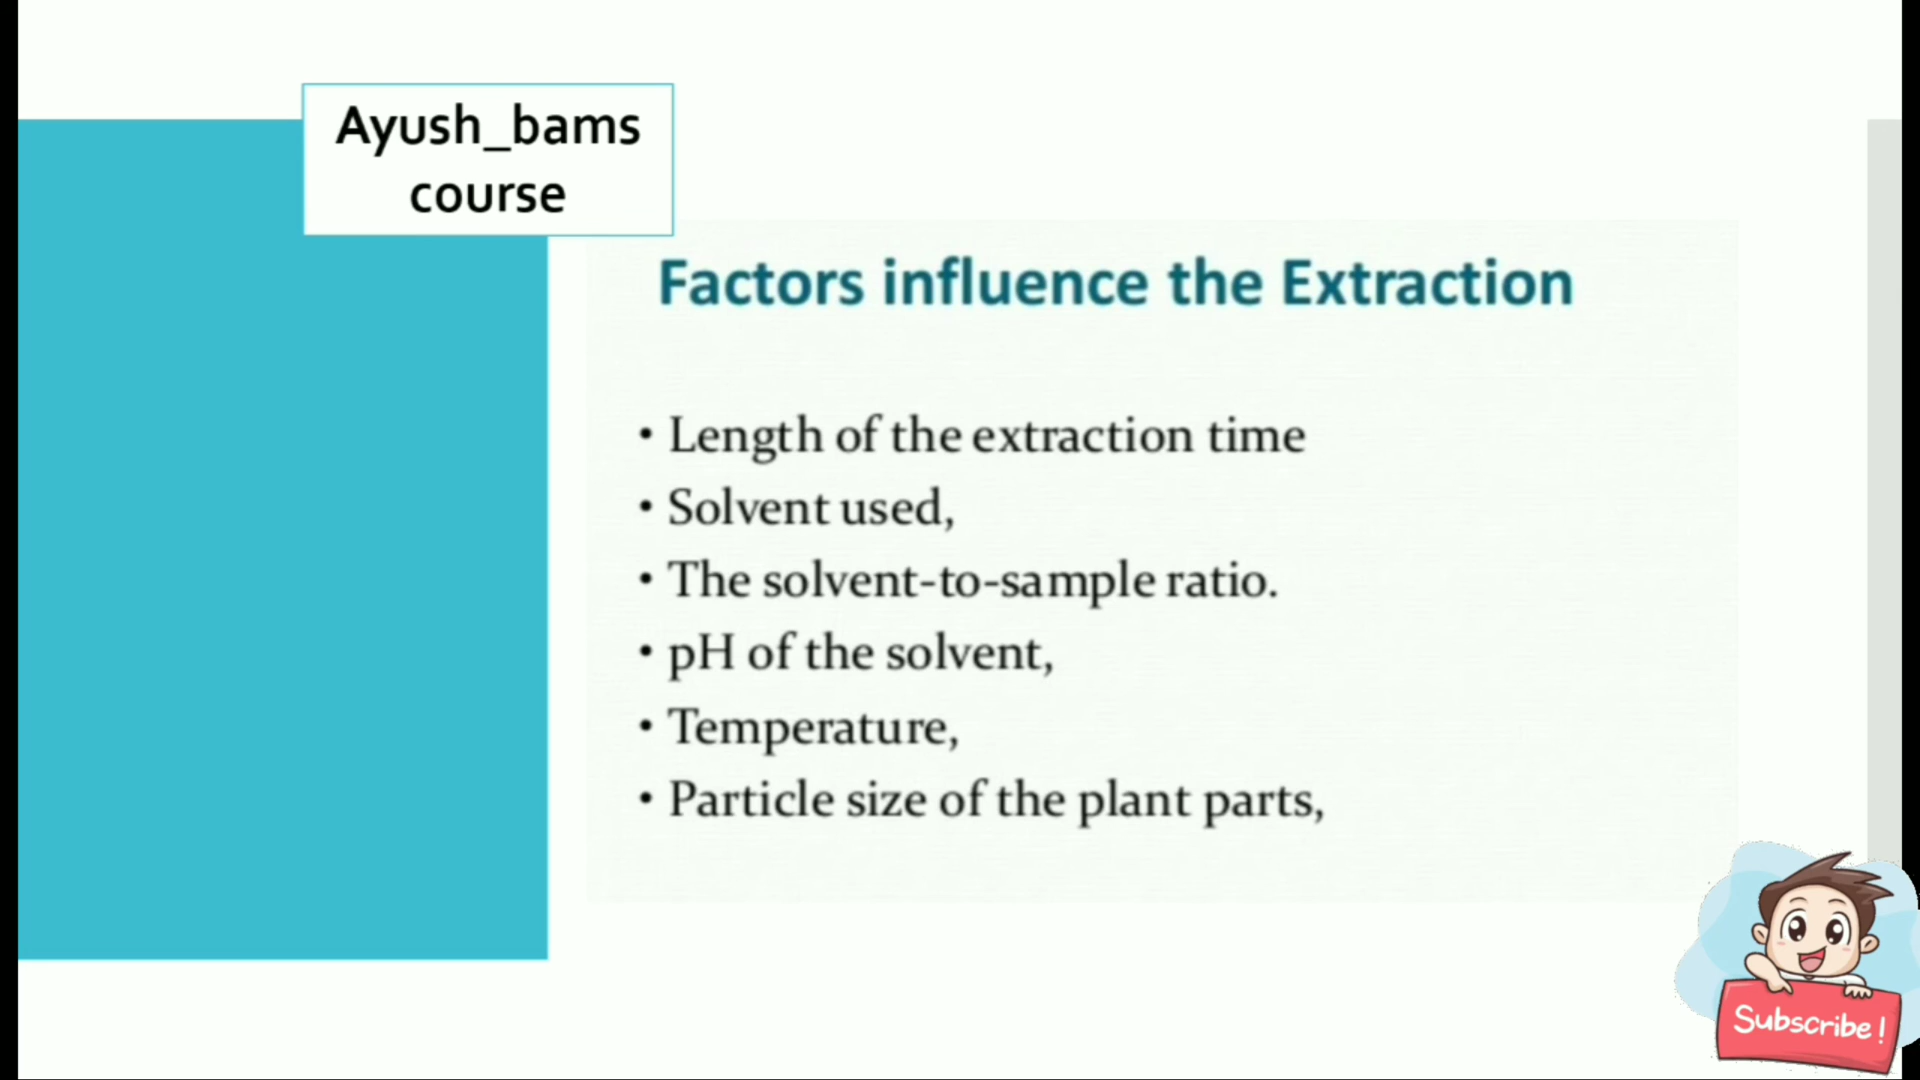 Ayush_bams
course
Factors influence the Extraction
• Length of the extraction time
• Solvent used,
• The solvent-to-sample ratio.
• pH of the solvent,
• Temperature,
• Particle size of the plant parts,
Subscribe!